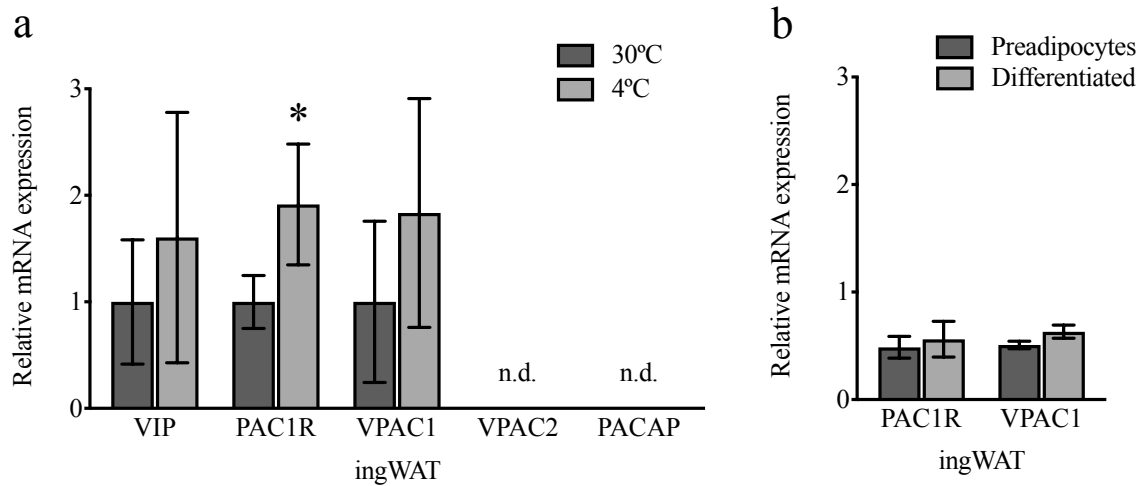 a
30ºC
4ºC
Relative mRNA expression
3
2
1
0
*
n.d.
n.d.
VIP
PAC1R
VPAC1
VPAC2
PACAP
ingWAT
b
Preadipocytes
Differentiated
Relative mRNA expression
3
2
1
0
PAC1R
VPAC1
ingWAT